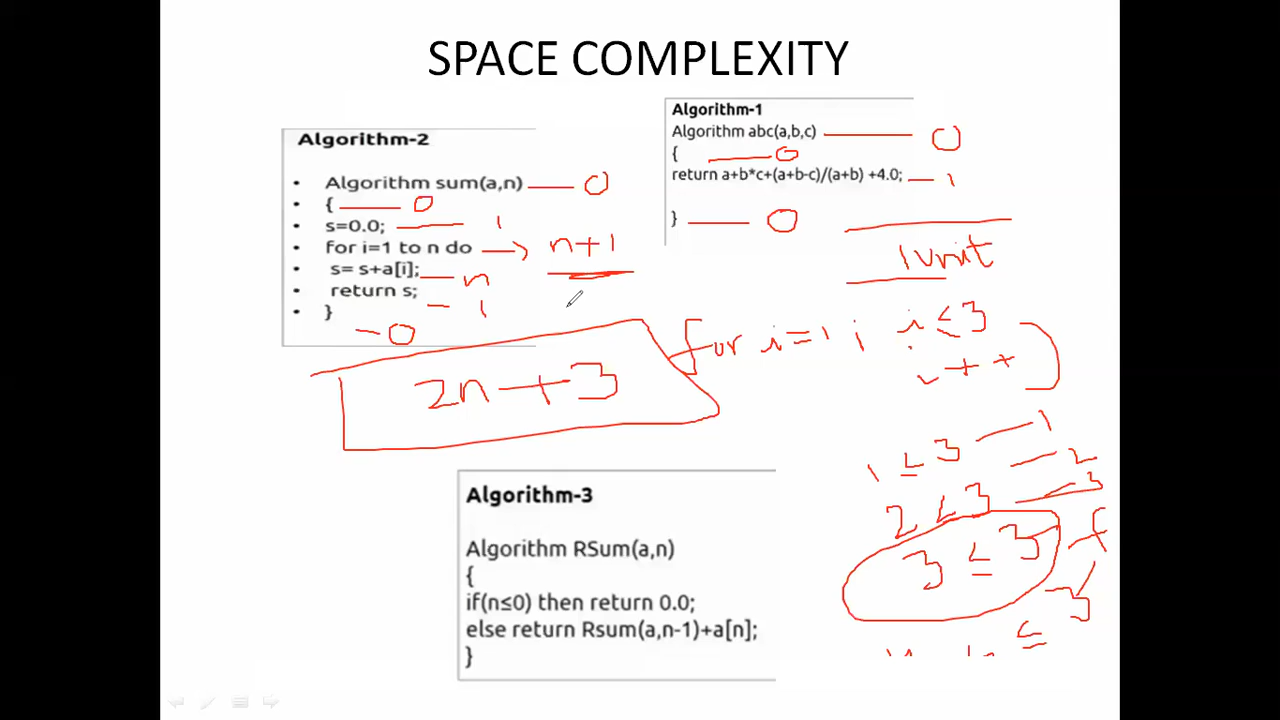 SPACE COMPLEXITY
Algorithm-2
• Algorithm sum(a,n) 0
• { 0
• s=0.0; 1
• for i=1 to n do n+1
• s= s+a[i]; n
• return s; 1
• } 0
2n+3
Algorithm-1
Algorithm abc(a,b,c) 0
{ 0
return a+b*c+(a+b-c)/(a+b) +4.0; 1
} 0
1 unit
for i=1 ; i<3
i++
1 ≤ 3 1
2 ≤ 3 2
3
3 ≤ 3
f
≤ 3
Algorithm-3
Algorithm RSum(a,n)
{
if(n≤0) then return 0.0;
else return Rsum(a,n-1)+a[n];
}